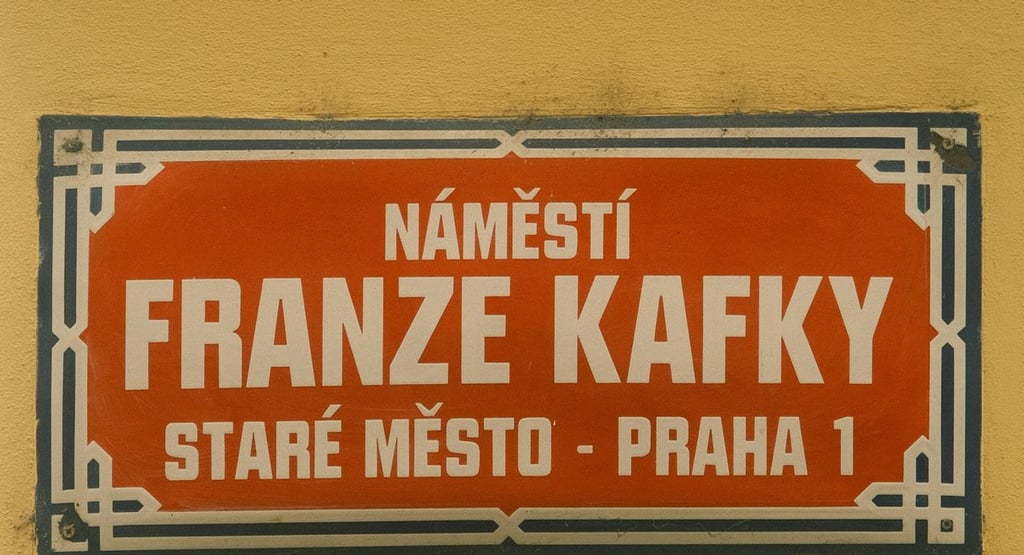 NÁMĚSTÍ
FRANZE KAFKY
STARÉ MĚSTO - PRAHA 1